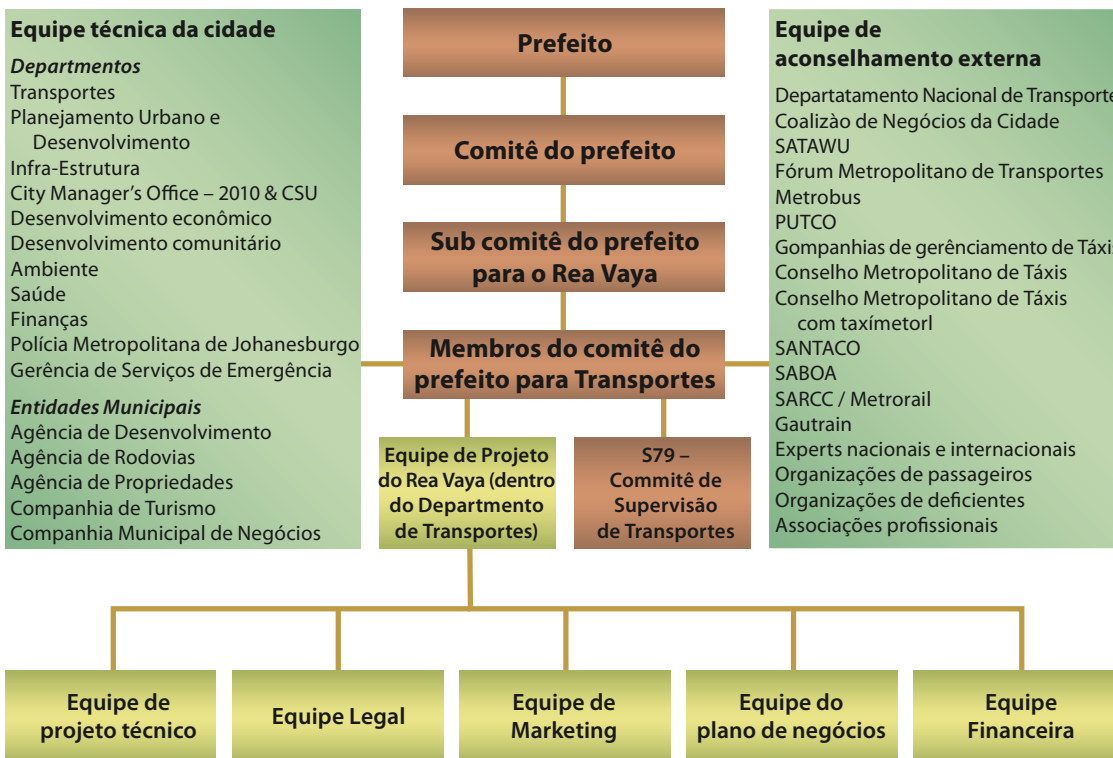 Equipe técnica da cidade
Departmentos
Transportes
Planejamento Urbano e
Desenvolvimento
Infra-Estrutura
City Manager's Office – 2010 & CSU
Desenvolvimento econômico
Desenvolvimento comunitário
Ambiente
Saúde
Finanças
Polícia Metropolitana de Johanesburgo
Gerência de Serviços de Emergência
Entidades Municipais
Agência de Desenvolvimento
Agência de Rodovias
Agência de Propriedades
Companhia de Turismo
Companhia Municipal de Negócios
Prefeito
Comitê do prefeito
Sub comitê do prefeito
para o Rea Vaya
Membros do comitê do
prefeito para Transportes
Equipe de Projeto
do Rea Vaya (dentro
do Departmento
de Transportes)
S79 –
Commitê de
Supervisão
de Transportes
Equipe de
aconselhamento externa
Departatamento Nacional de Transporte
Coalizào de Negócios da Cidade
SATAWU
Fórum Metropolitano de Transportes
Metrobus
PUTCO
Gompanhias de gerênciamento de Táxis
Conselho Metropolitano de Táxis
Conselho Metropolitano de Táxis
com taxímetorl
SANTACO
SABOA
SARCC / Metrorail
Gautrain
Experts nacionais e internacionais
Organizações de passageiros
Organizações de deficientes
Associações profissionais
Equipe de
projeto técnico
Equipe Legal
Equipe de
Marketing
Equipe do
plano de negócios
Equipe
Financeira